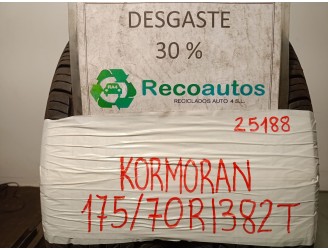 DESGASTE
30 %
Recoautos
RECICLADOS AUTO 4 S.L.
25188
KORMORAN
175/70R1382T